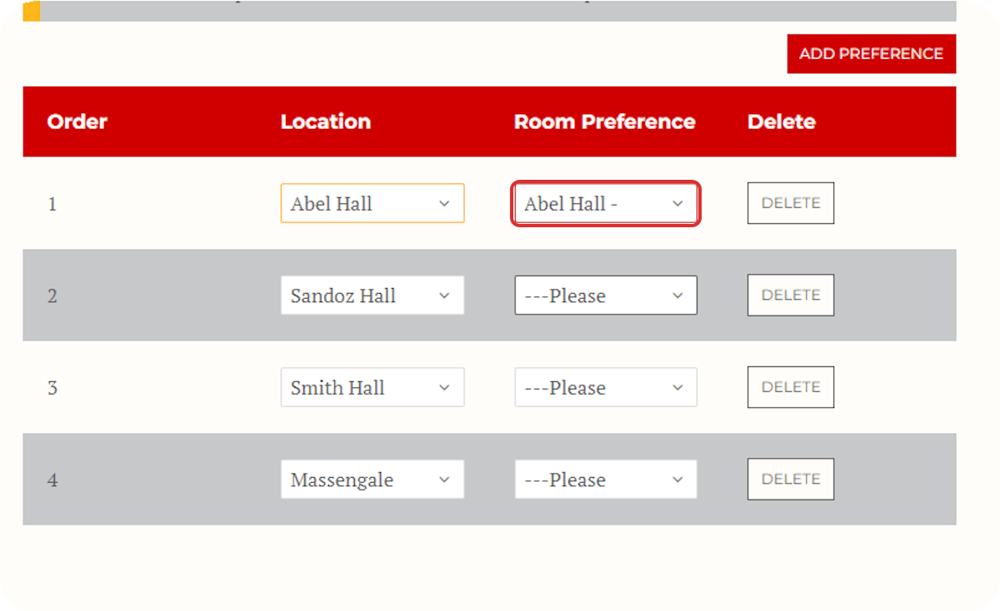 ADD PREFERENCE
Order Location Room Preference Delete
1 Abel Hall Abel Hall - DELETE
2 Sandoz Hall ---Please DELETE
3 Smith Hall ---Please DELETE
4 Massengale ---Please DELETE